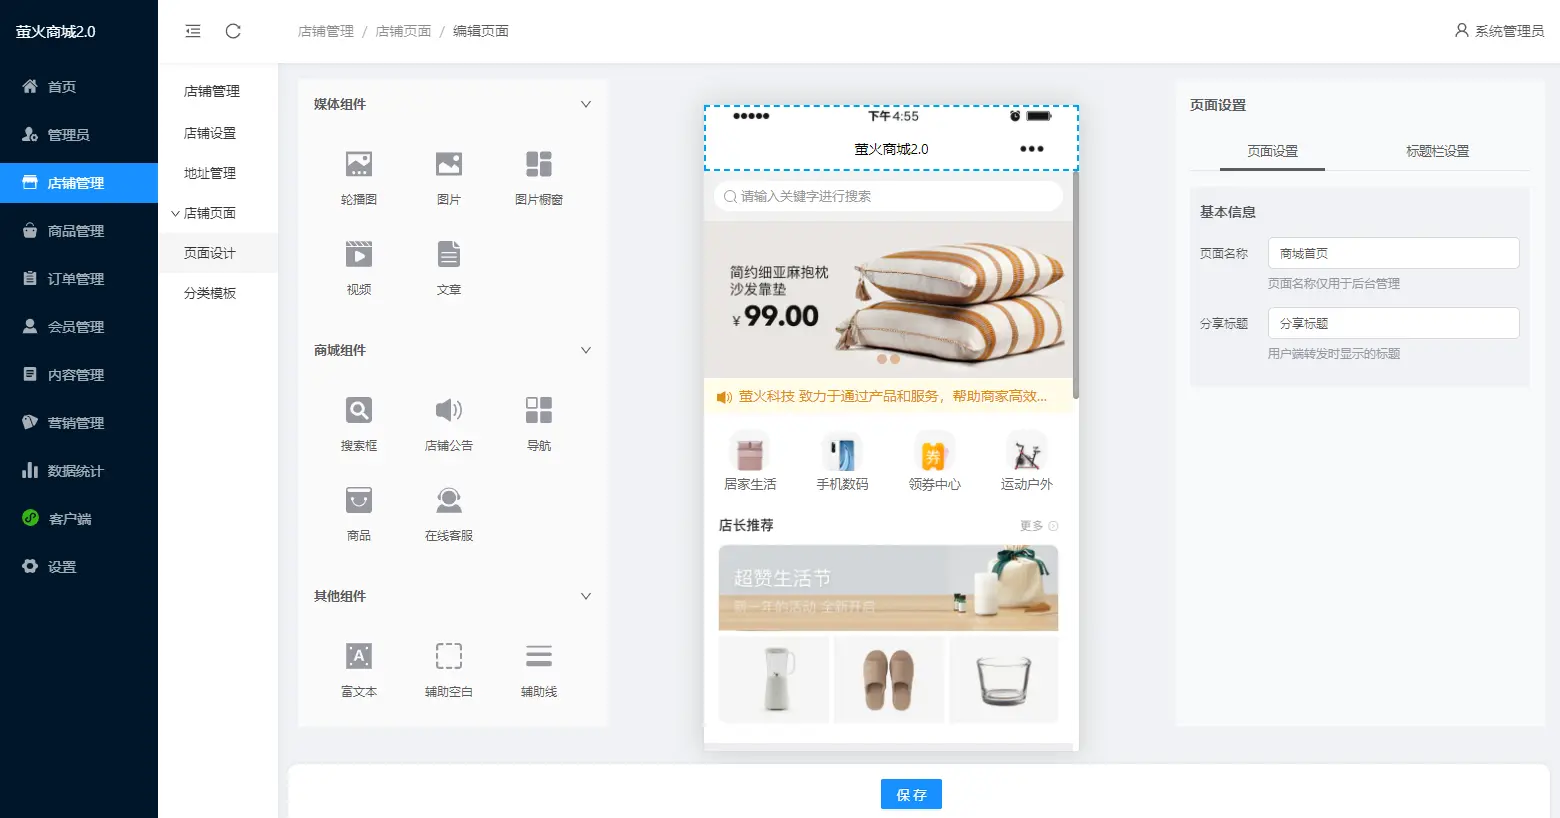 萤火商城2.0
首页
管理员
店铺管理
商品管理
订单管理
会员管理
内容管理
营销管理
数据统计
客户端
设置
店铺管理 / 店铺页面 / 编辑页面
系统管理员
店铺管理
店铺设置
地址管理
店铺页面
页面设计
分类模板
媒体组件
轮播图 图片 图片橱窗
视频 文章
商城组件
搜索框 店铺公告 导航
商品 在线客服
其他组件
富文本 辅助空白 辅助线
下午 4:55
萤火商城2.0
请输入关键字进行搜索
简约细亚麻抱枕
沙发靠垫
¥ 99.00
萤火科技 致力于通过产品和服务，帮助商家高效...
券
居家生活 手机数码 领券中心 运动户外
店长推荐 更多
超赞生活节
新一年的活动 全新开启
保存
页面设置
页面设置 标题栏设置
基本信息
页面名称 商城首页
页面名称仅用于后台管理
分享标题 分享标题
用户端转发时显示的标题